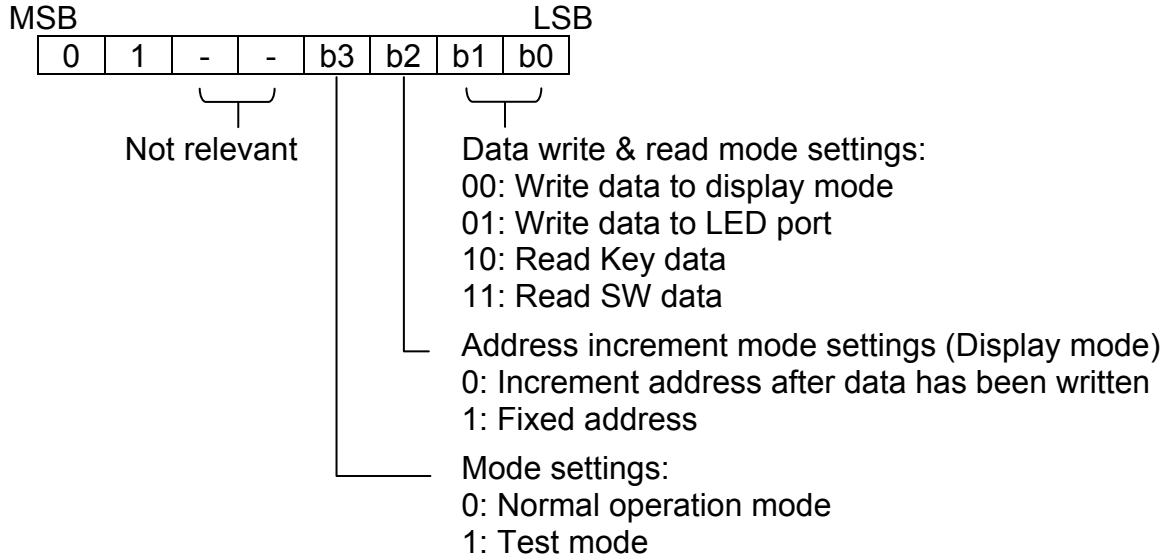 MSB LSB
0 1 - - b3 b2 b1 b0
Not relevant
Data write & read mode settings:
00: Write data to display mode
01: Write data to LED port
10: Read Key data
11: Read SW data
Address increment mode settings (Display mode)
0: Increment address after data has been written
1: Fixed address
Mode settings:
0: Normal operation mode
1: Test mode